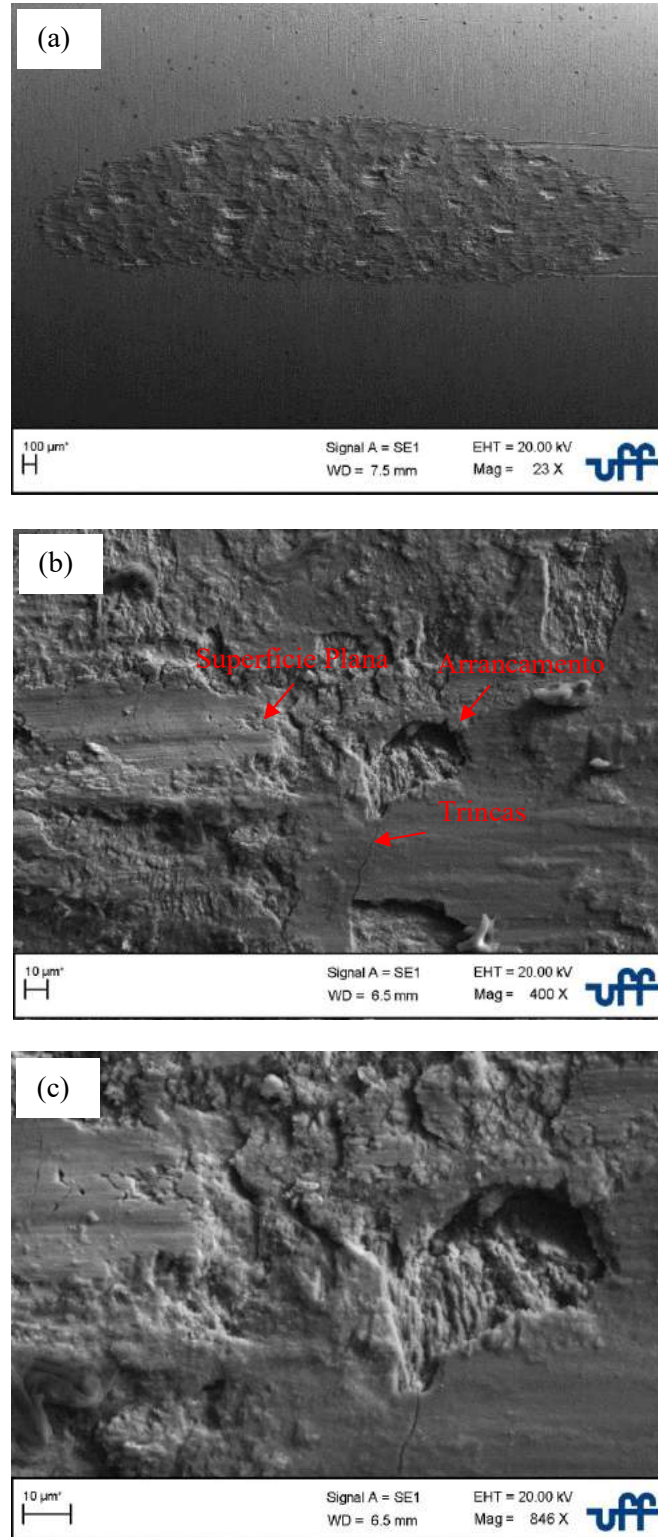 (a)
100 µm*
Signal A = SE1
EHT = 20.00 kV
WD = 7.5 mm
Mag = 23 X
uff
(b)
Superfície Plana
Arrancamento
Trincas
10 µm*
Signal A = SE1
EHT = 20.00 kV
WD = 6.5 mm
Mag = 400 X
uff
(c)
10 µm*
Signal A = SE1
EHT = 20.00 kV
WD = 6.5 mm
Mag = 846 X
uff